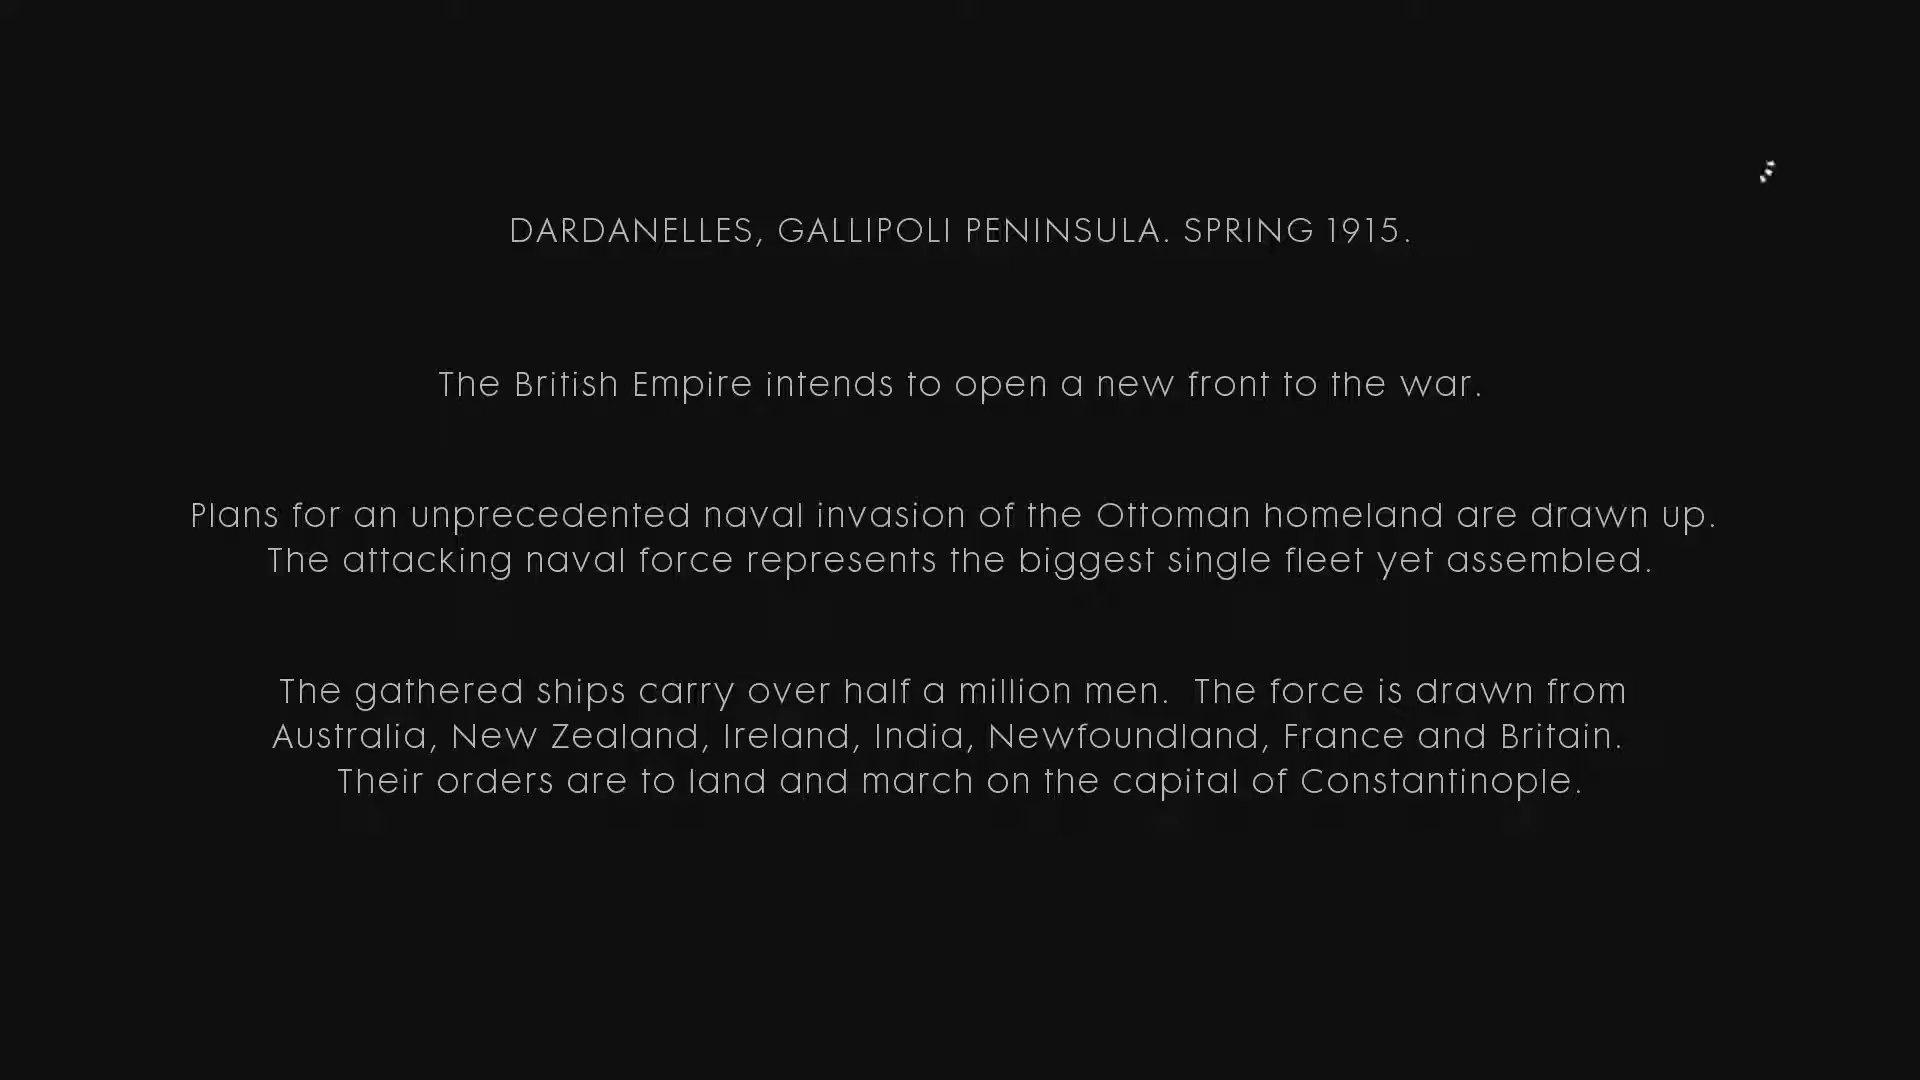 DARDANELLES, GALLIPOLI PENINSULA. SPRING 1915.
The British Empire intends to open a new front to the war.
Plans for an unprecedented naval invasion of the Ottoman homeland are drawn up.
The attacking naval force represents the biggest single fleet yet assembled.
The gathered ships carry over half a million men.  The force is drawn from
Australia, New Zealand, Ireland, India, Newfoundland, France and Britain.
Their orders are to land and march on the capital of Constantinople.